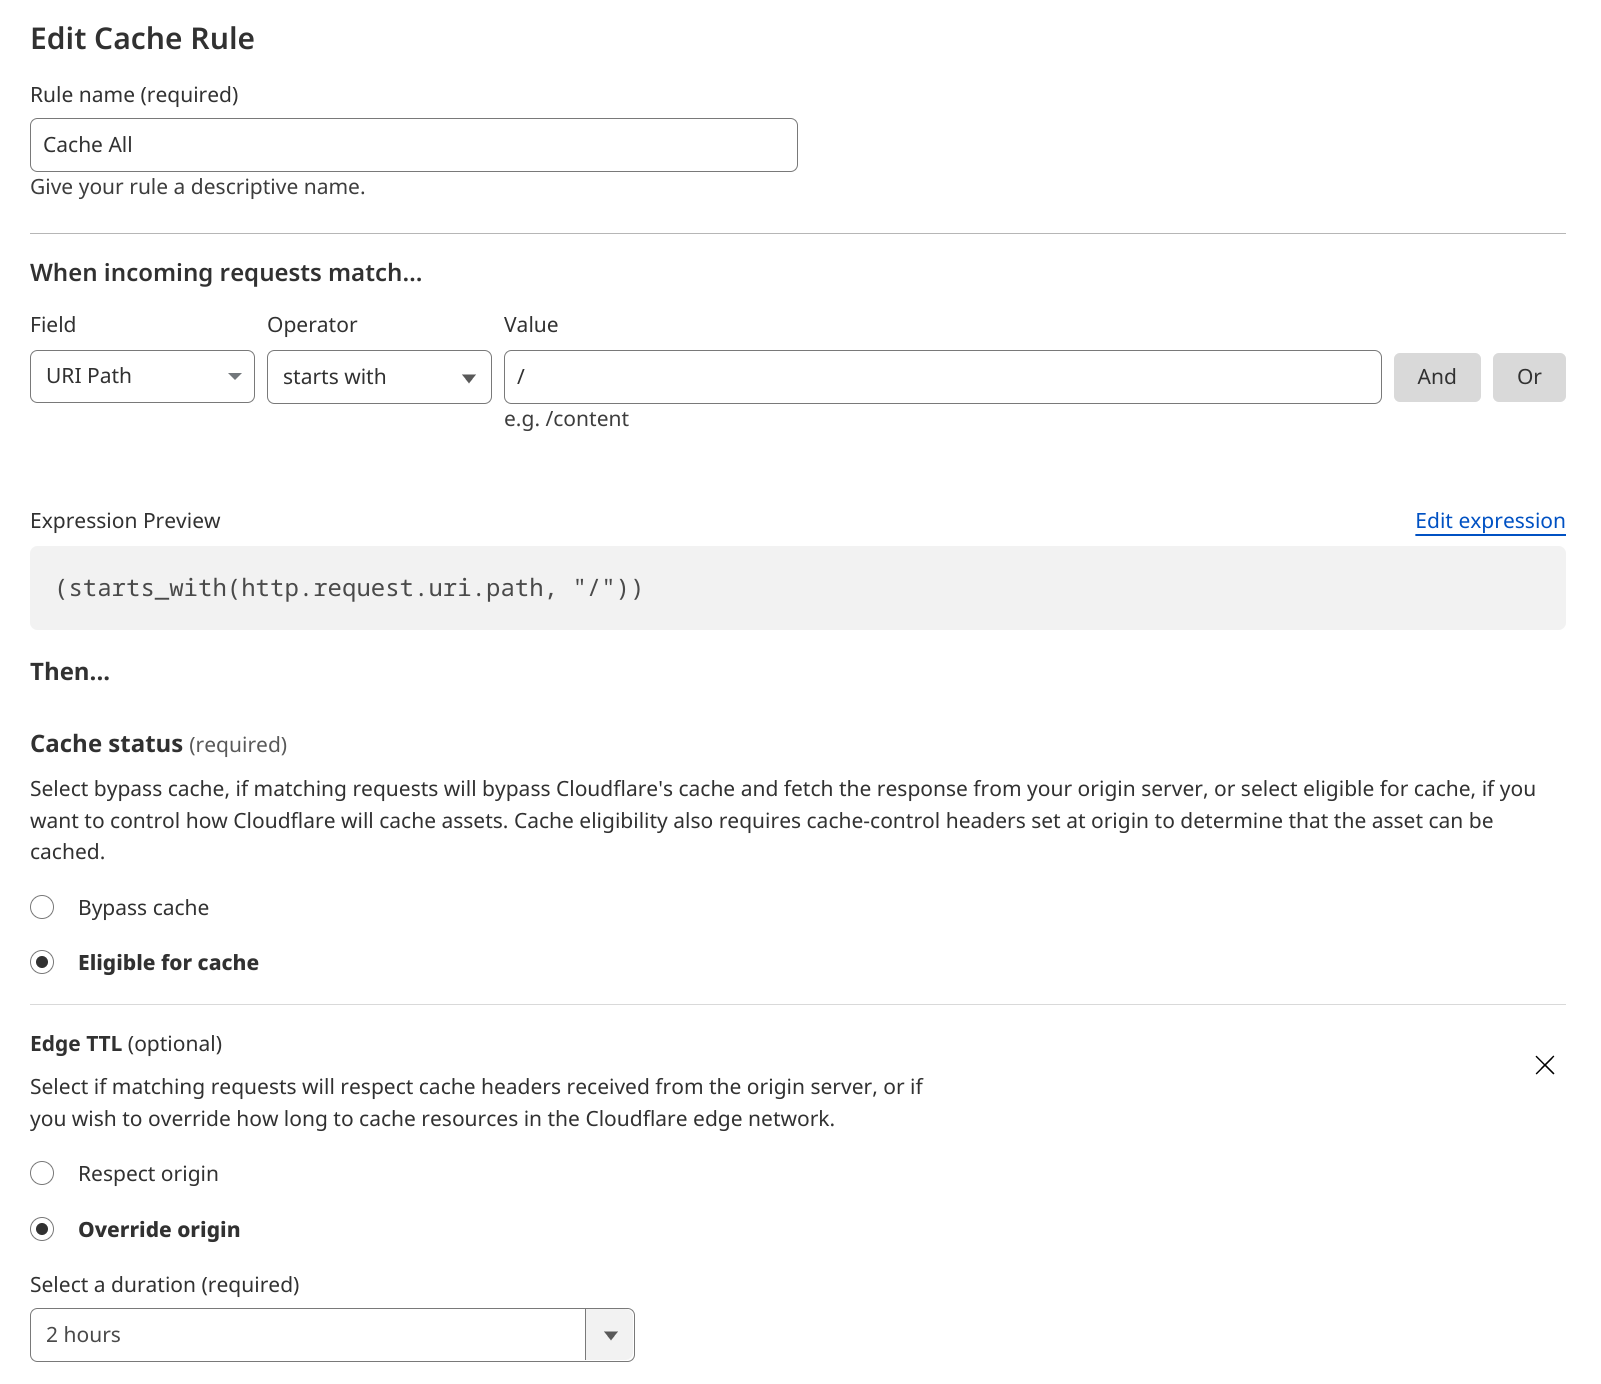 Edit Cache Rule
Rule name (required)
Cache All
Give your rule a descriptive name.
When incoming requests match...
Field Operator Value
URI Path starts with / And Or
e.g. /content
Expression Preview Edit expression
(starts_with(http.request.uri.path, "/"))
Then...
Cache status (required)
Select bypass cache, if matching requests will bypass Cloudflare's cache and fetch the response from your origin server, or select eligible for cache, if you
want to control how Cloudflare will cache assets. Cache eligibility also requires cache-control headers set at origin to determine that the asset can be
cached.
Bypass cache
Eligible for cache
Edge TTL (optional)
Select if matching requests will respect cache headers received from the origin server, or if
you wish to override how long to cache resources in the Cloudflare edge network.
Respect origin
Override origin
Select a duration (required)
2 hours